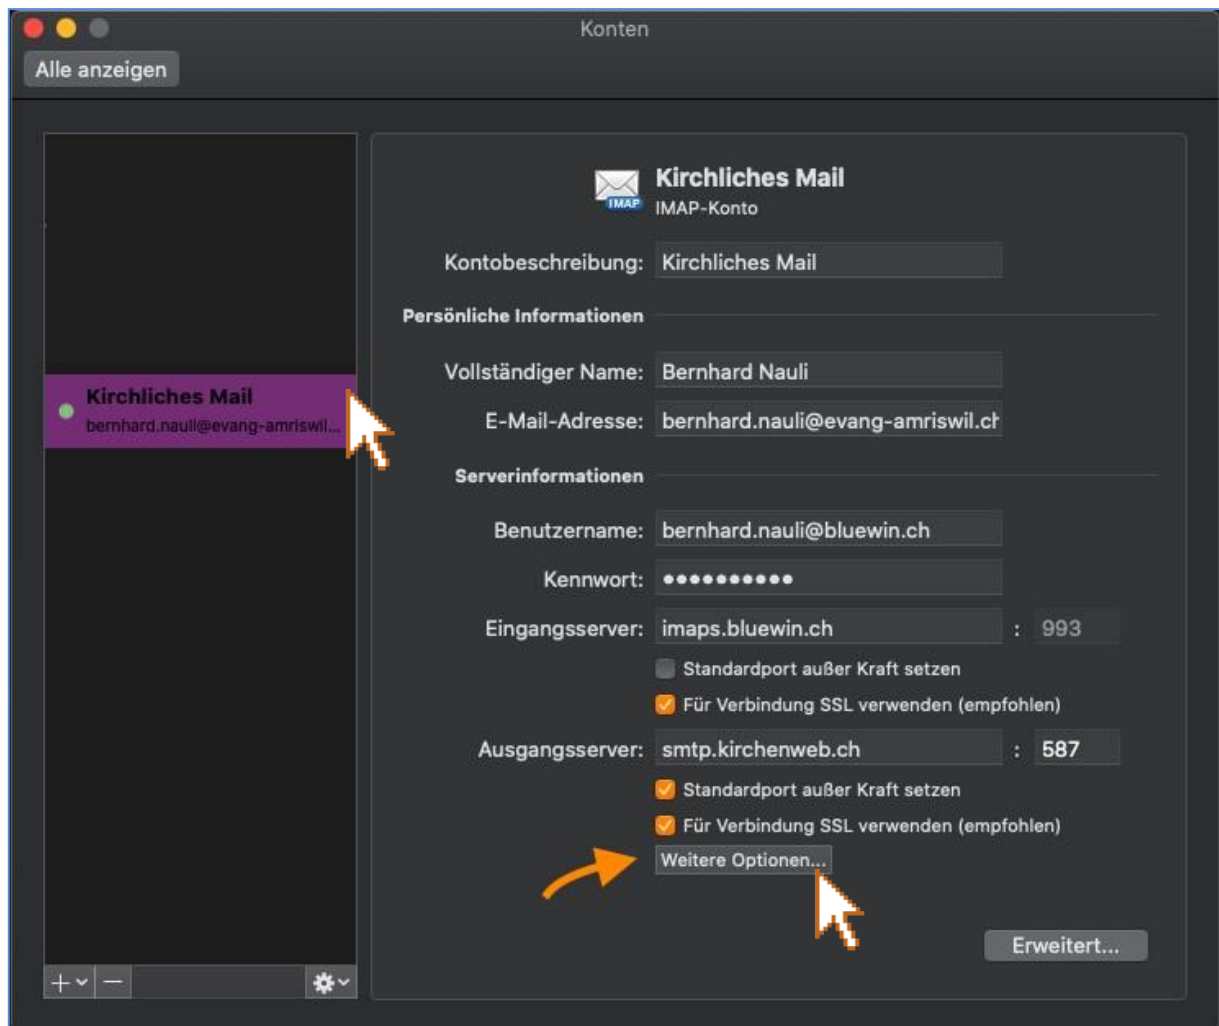 Konten
Alle anzeigen
Kirchliches Mail
bernhard.nauli@evang-amriswil...
IMAP
Kirchliches Mail
IMAP-Konto
Kontobeschreibung: Kirchliches Mail
Persönliche Informationen
Vollständiger Name: Bernhard Nauli
E-Mail-Adresse: bernhard.nauli@evang-amriswil.ch
Serverinformationen
Benutzername: bernhard.nauli@bluewin.ch
Kennwort: ●●●●●●●●●●
Eingangsserver: imaps.bluewin.ch : 993
Standardport außer Kraft setzen
Für Verbindung SSL verwenden (empfohlen)
Ausgangsserver: smtp.kirchenweb.ch : 587
Standardport außer Kraft setzen
Für Verbindung SSL verwenden (empfohlen)
Weitere Optionen...
Erweitert...